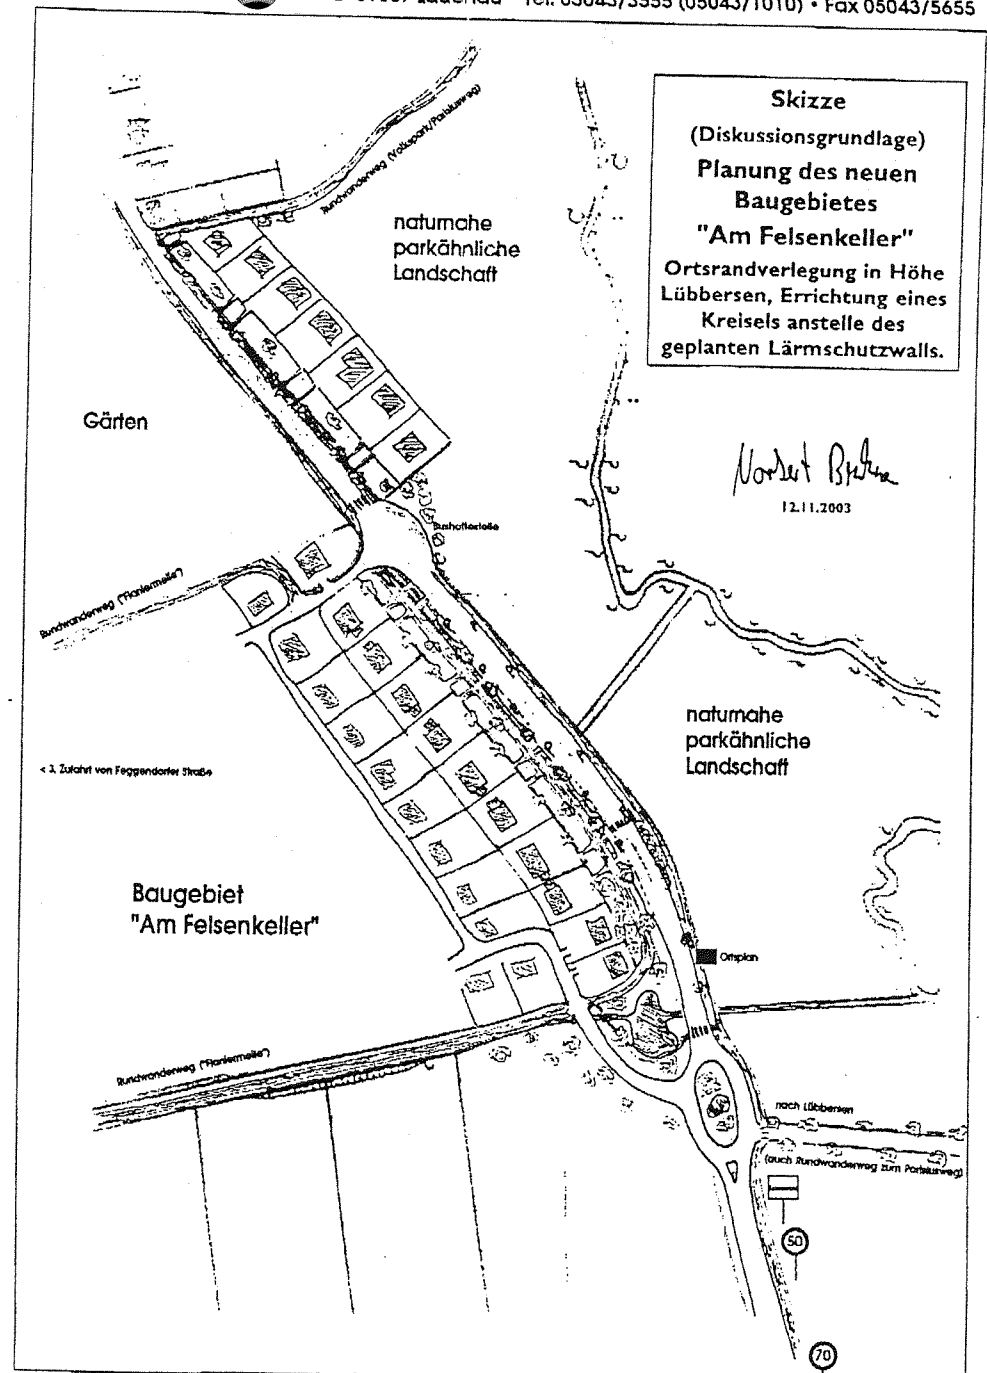 Tel. 05043/3555 (05043/1010) • Fax 05043/5655
Skizze
(Diskussionsgrundlage)
Planung des neuen
Baugebietes
"Am Felsenkeller"
Ortsrandverlegung in Höhe
Lübbersen, Errichtung eines
Kreisels anstelle des
geplanten Lärmschutzwalls.
Norbert
12.11.2003
Rundwanderweg (Volkspark/Parisiusweg)
naturnahe
parkähnliche
Landschaft
Gärten
Bushaltestelle
Rundwanderweg ("Flaniermeile")
naturnahe
parkähnliche
Landschaft
< 3. Zufahrt von Feggendorfer Straße
Baugebiet
"Am Felsenkeller"
Ortsplan
Rundwanderweg ("Flaniermeile")
nach Lübbersen
(auch Rundwanderweg zum Parisiusweg)
50
70